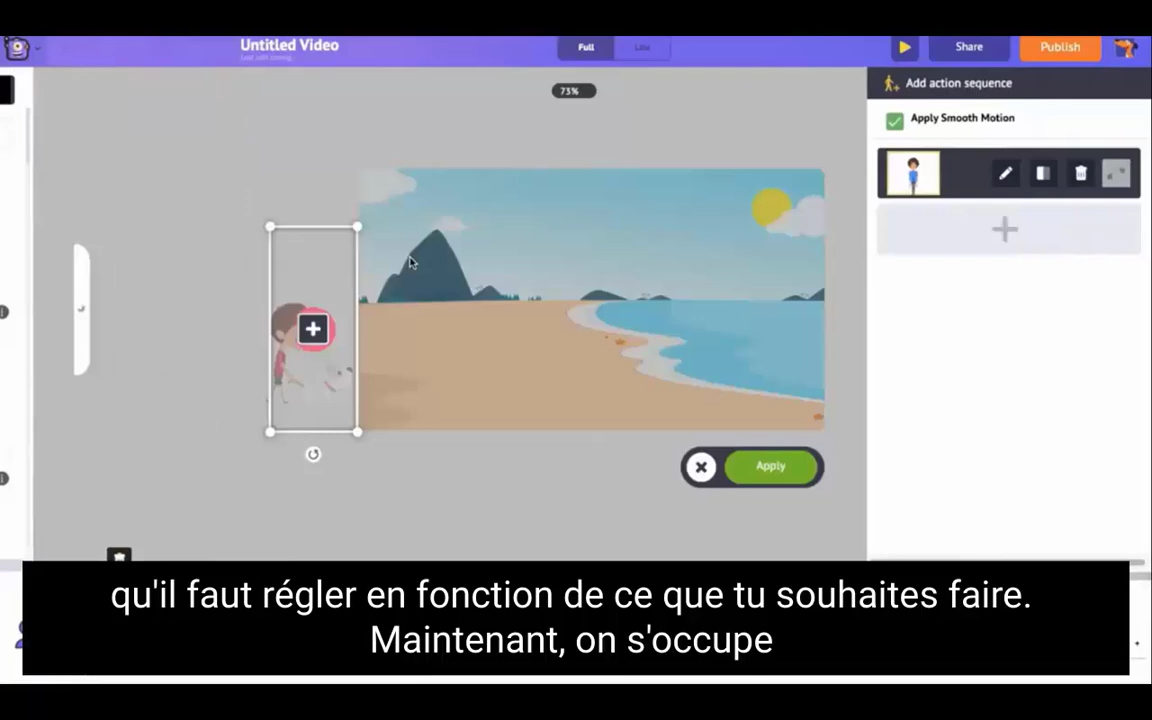 Untitled Video
Full
Share
Publish
73%
Add action sequence
Apply Smooth Motion
Apply
qu'il faut régler en fonction de ce que tu souhaites faire.
Maintenant, on s'occupe